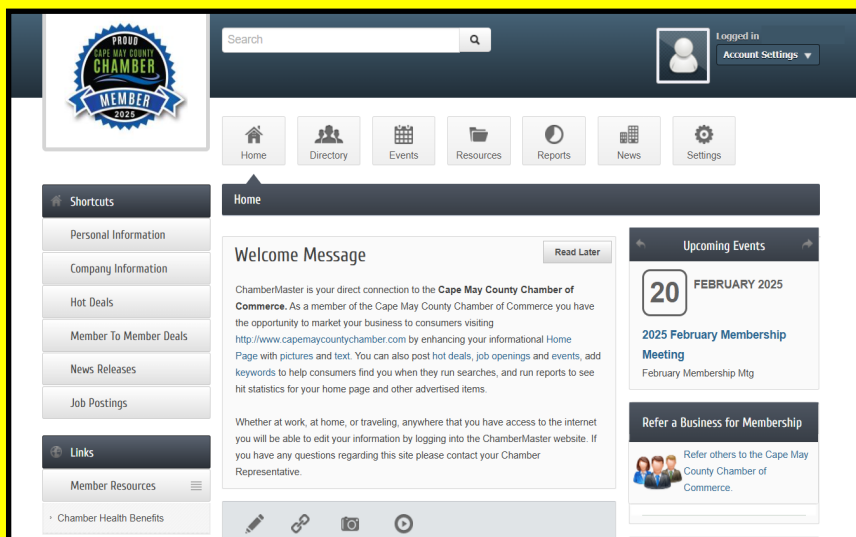 PROUD
CAPE MAY COUNTY
CHAMBER
MEMBER
2025
Search
Logged in
Account Settings
Home
Directory
Events
Resources
Reports
News
Settings
Shortcuts
Personal Information
Company Information
Hot Deals
Member To Member Deals
News Releases
Job Postings
Links
Member Resources
Chamber Health Benefits
Home
Welcome Message
Read Later
ChamberMaster is your direct connection to the Cape May County Chamber of
Commerce. As a member of the Cape May County Chamber of Commerce you have
the opportunity to market your business to consumers visiting
http://www.capemaycountychamber.com by enhancing your informational Home
Page with pictures and text. You can also post hot deals, job openings and events, add
keywords to help consumers find you when they run searches, and run reports to see
hit statistics for your home page and other advertised items.
Whether at work, at home, or traveling, anywhere that you have access to the internet
you will be able to edit your information by logging into the ChamberMaster website. If
you have any questions regarding this site please contact your Chamber
Representative.
Upcoming Events
20
FEBRUARY 2025
2025 February Membership
Meeting
February Membership Mtg
Refer a Business for Membership
Refer others to the Cape May
County Chamber of
Commerce.